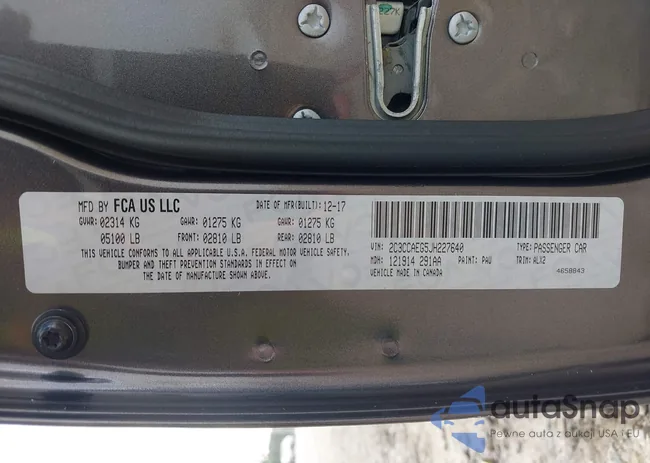 227K
MFD BY FCA US LLC DATE OF MFR(BUILT): 12-17
GVWR: 02314 KG GAWR: 01275 KG GAWR: 01275 KG
05100 LB FRONT: 02810 LB REAR: 02810 LB
THIS VEHICLE CONFORMS TO ALL APPLICABLE U.S.A. FEDERAL MOTOR VEHICLE SAFETY,
BUMPER AND THEFT PREVENTION STANDARDS IN EFFECT ON
THE DATE OF MANUFACTURE SHOWN ABOVE.
VIN: 2C3CCAEG5JH227640 TYPE: PASSENGER CAR
MDH: 121914 291AA PAINT: PAU TRIM: ALX2
VEHICLE MADE IN CANADA 4658843
autaSnap
Pewne auta z aukcji USA i EU